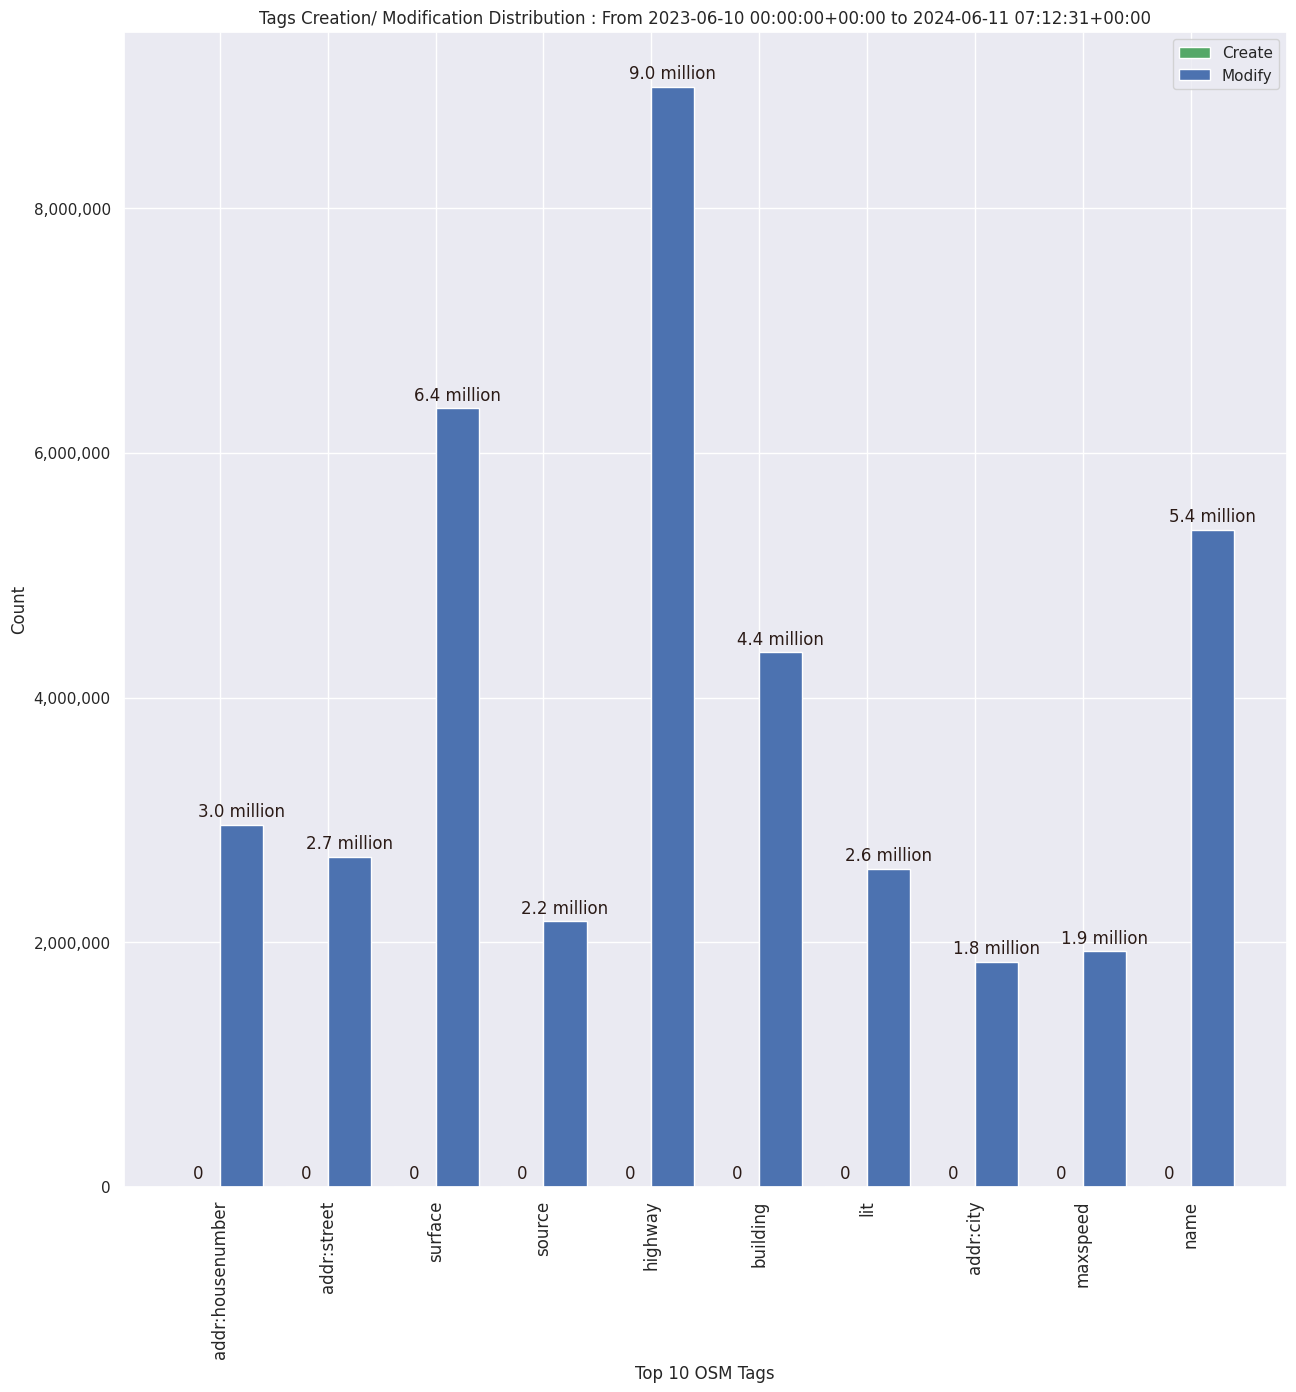 Tags Creation/ Modification Distribution : From 2023-06-10 00:00:00+00:00 to 2024-06-11 07:12:31+00:00
Create
Modify
9.0 million
8,000,000
6.4 million
6,000,000
5.4 million
4.4 million
4,000,000
3.0 million
2.7 million
2.6 million
2.2 million
2,000,000
1.9 million
1.8 million
0
0
0
0
0
0
0
0
0
0
0
Count
addr:housenumber
addr:street
surface
source
highway
building
lit
addr:city
maxspeed
name
Top 10 OSM Tags